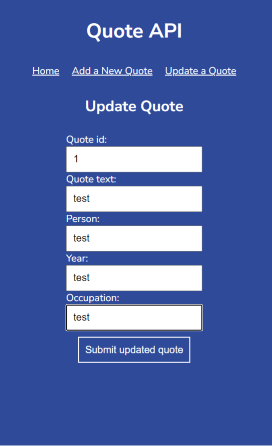 Quote API
Home Add a New Quote Update a Quote
Update Quote
Quote id:
1
Quote text:
test
Person:
test
Year:
test
Occupation:
test
Submit updated quote